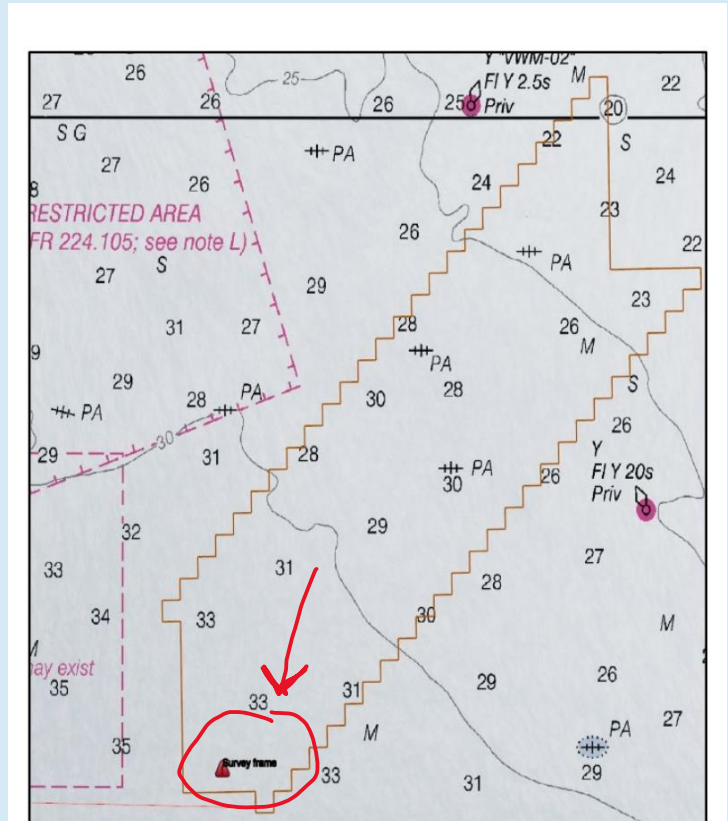 26
25
Y "VWM-02"
Fl Y 2.5s
Priv
M
22
27
26
26
25
20
S G
22
S
27
PA
26
24
24
RESTRICTED AREA
23
FR 224.105; see note L)
26
22
S
PA
27
29
23
31
27
28
26
M
9
PA
29
28
PA
30
28
S
PA
26
30
31
28
Y
29
PA
26
Fl Y 20s
30
Priv
32
29
27
33
31
28
34
33
30
M
ay exist
26
35
33
31
29
27
M
PA
35
Survey frame
33
31
29